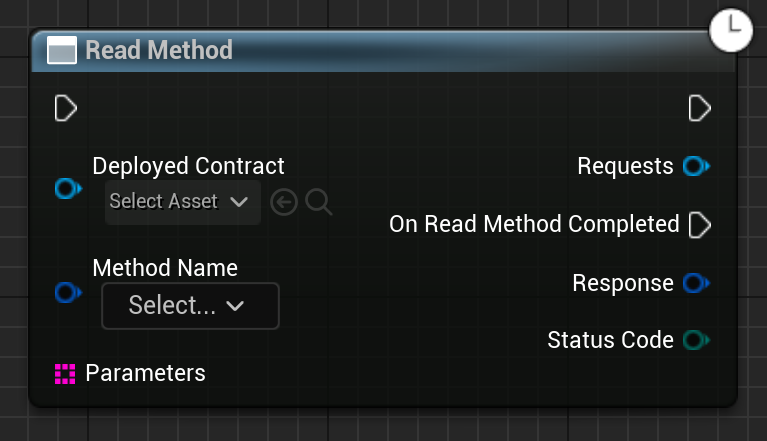 Read Method
Deployed Contract
Select Asset
Requests
On Read Method Completed
Method Name
Select...
Response
Status Code
Parameters